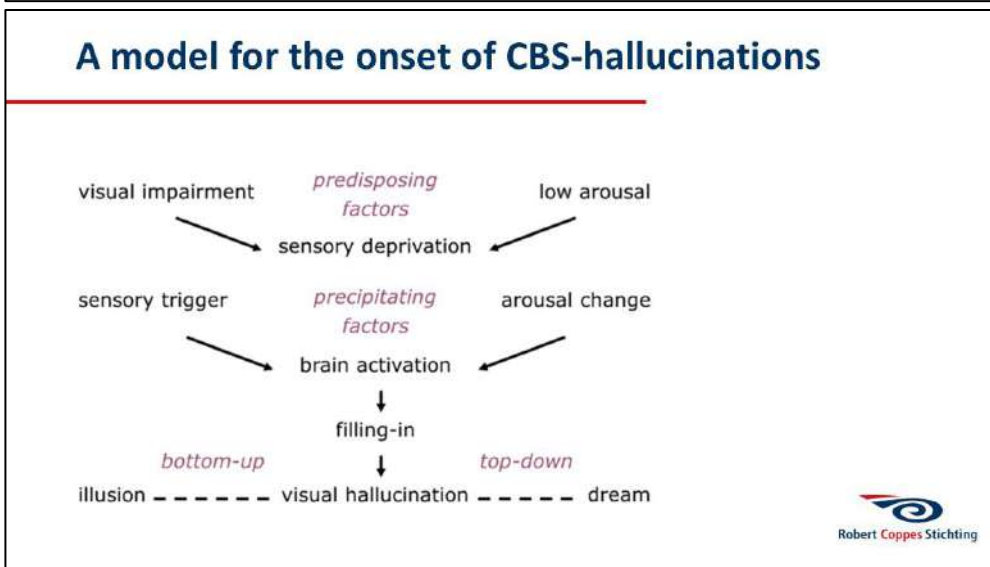 A model for the onset of CBS-hallucinations
visual impairment predisposing factors low arousal
sensory deprivation
sensory trigger precipitating factors arousal change
brain activation
filling-in
bottom-up top-down
illusion visual hallucination dream
Robert Coppes Stichting